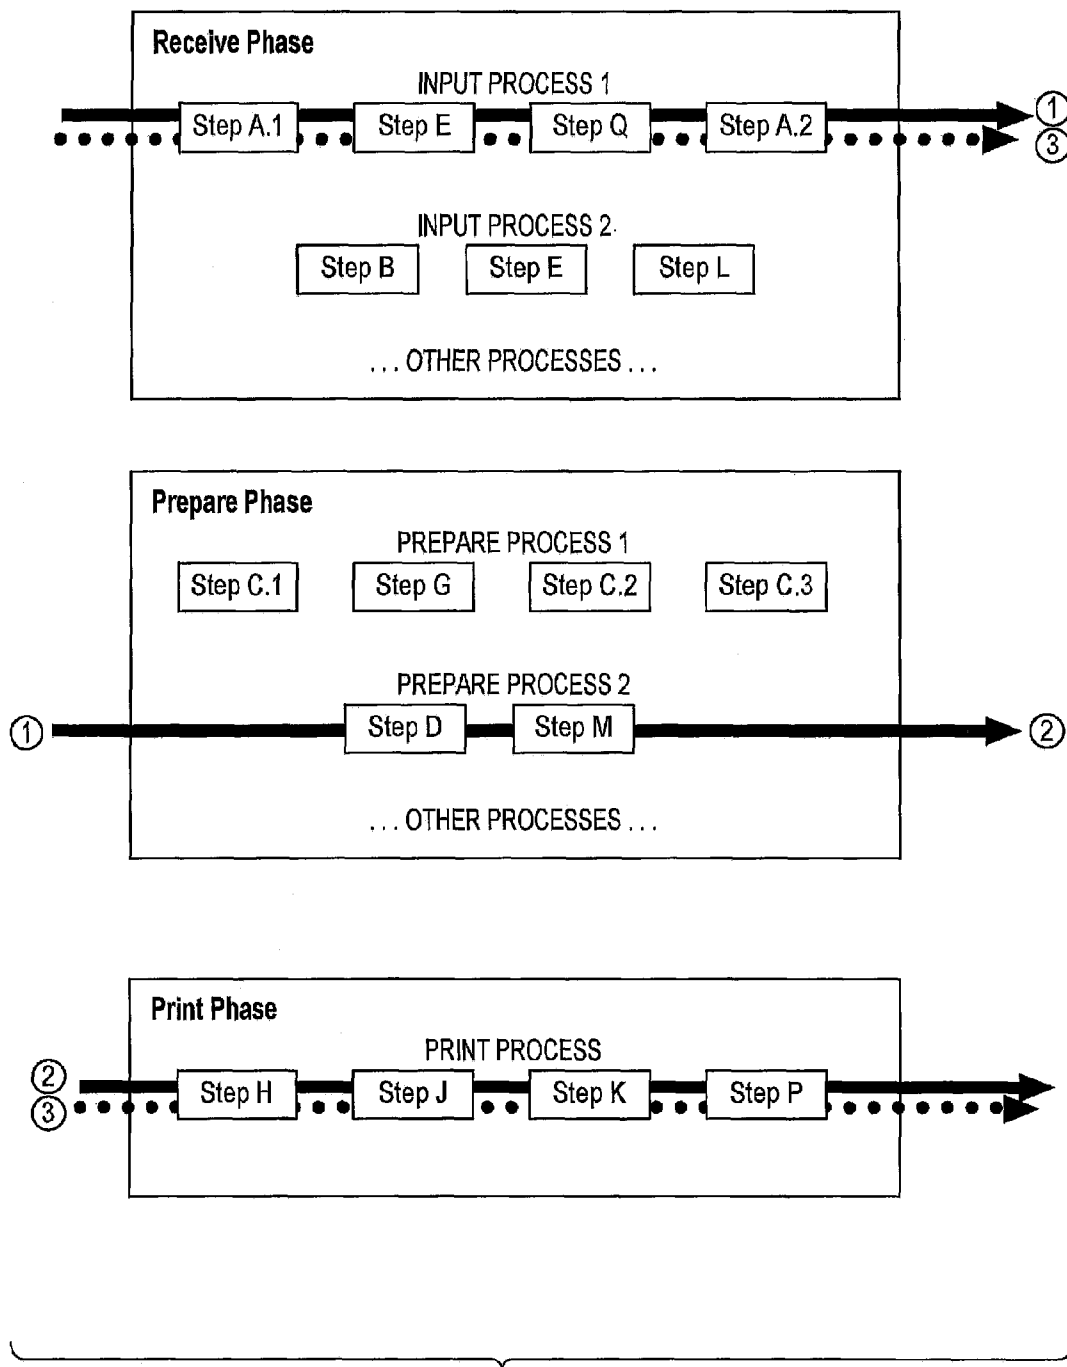 Receive Phase
INPUT PROCESS 1
Step A.1 Step E Step Q Step A.2
①
③
INPUT PROCESS 2
Step B Step E Step L
. . . OTHER PROCESSES . . .
Prepare Phase
PREPARE PROCESS 1
Step C.1 Step G Step C.2 Step C.3
PREPARE PROCESS 2
① Step D Step M ②
. . . OTHER PROCESSES . . .
Print Phase
PRINT PROCESS
②
③
Step H Step J Step K Step P